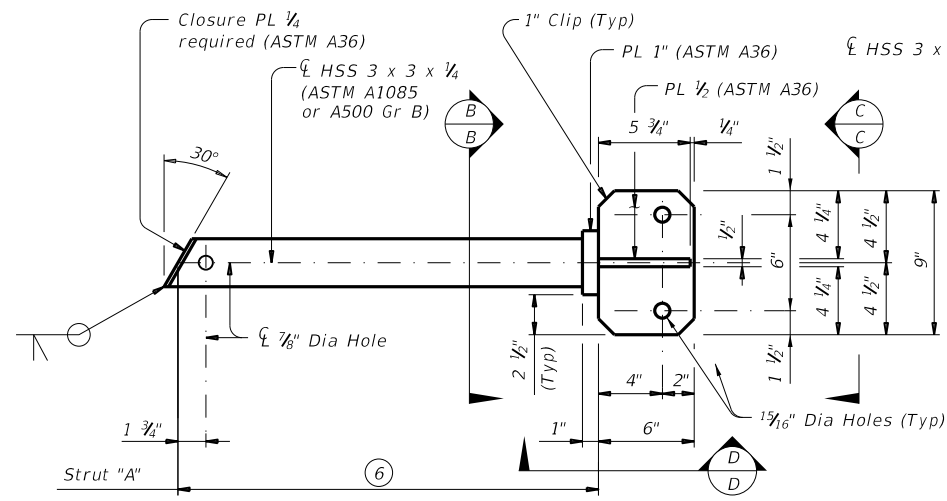 Closure PL 1/4
required (ASTM A36)
℄ HSS 3 x 3 x 1/4
(ASTM A1085
or A500 Gr B)
1" Clip (Typ)
PL 1" (ASTM A36)
℄ HSS 3 x
PL 1/2 (ASTM A36)
B
B
C
C
5 3/4"
1/4"
1 1/2"
30°
1/2"
6"
4 1/4"
4 1/4"
4 1/2"
4 1/2"
9"
℄ 7/8" Dia Hole
2 1/2"
(Typ)
4"
2"
1 1/2"
15/16" Dia Holes (Typ)
1 3/4"
1"
6"
Strut "A"
6
D
D